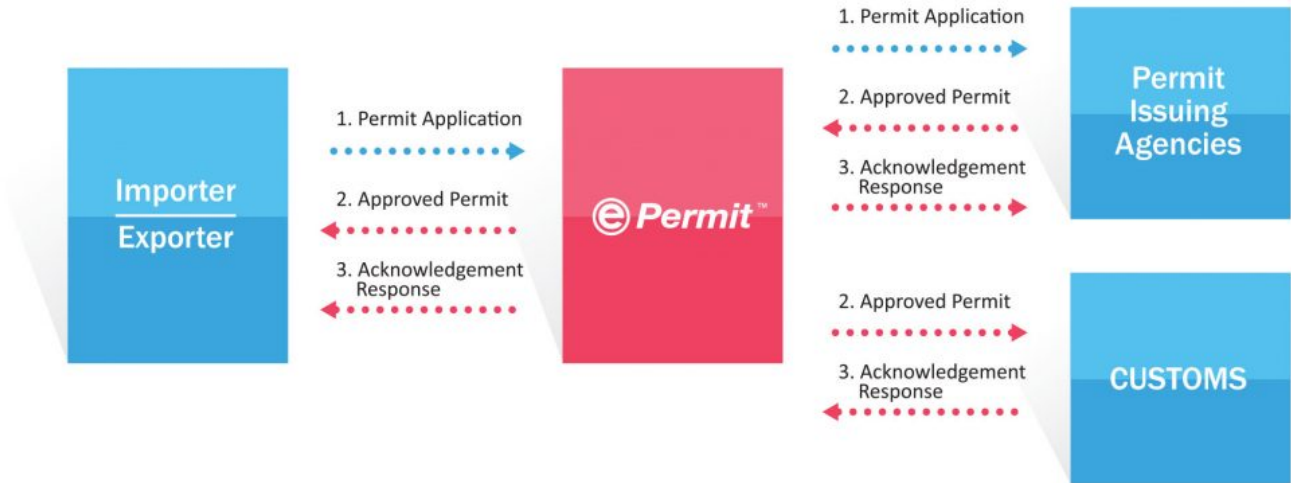 Importer
Exporter
1. Permit Application
2. Approved Permit
3. Acknowledgement
Response
e Permit™
1. Permit Application
2. Approved Permit
3. Acknowledgement
Response
Permit
Issuing
Agencies
2. Approved Permit
3. Acknowledgement
Response
CUSTOMS